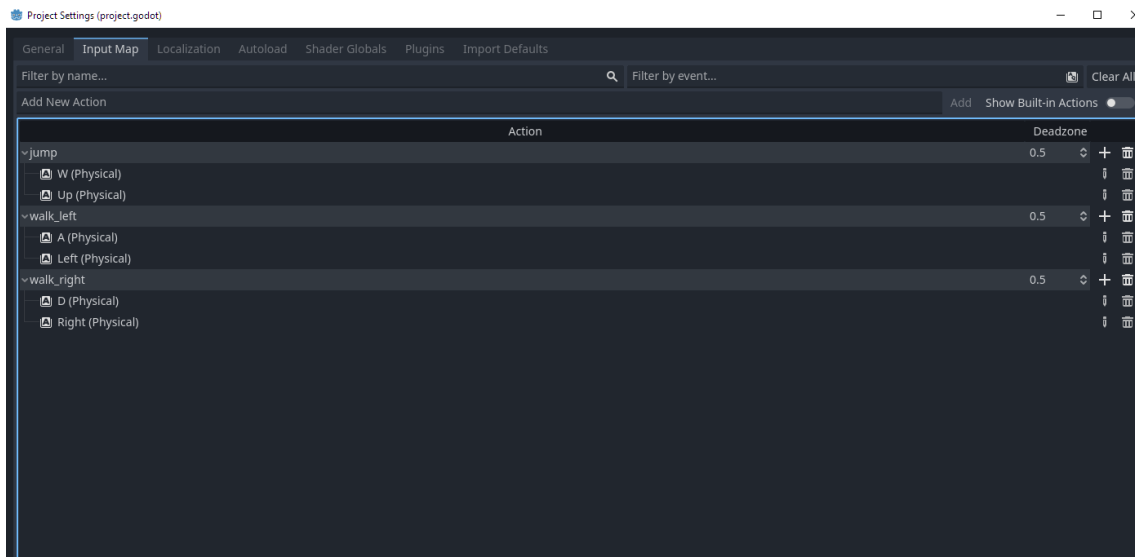 Project Settings (project.godot)
General Input Map Localization Autoload Shader Globals Plugins Import Defaults
Filter by name... Filter by event... Clear All
Add New Action Add Show Built-in Actions
Action Deadzone
jump 0.5
W (Physical)
Up (Physical)
walk_left 0.5
A (Physical)
Left (Physical)
walk_right 0.5
D (Physical)
Right (Physical)